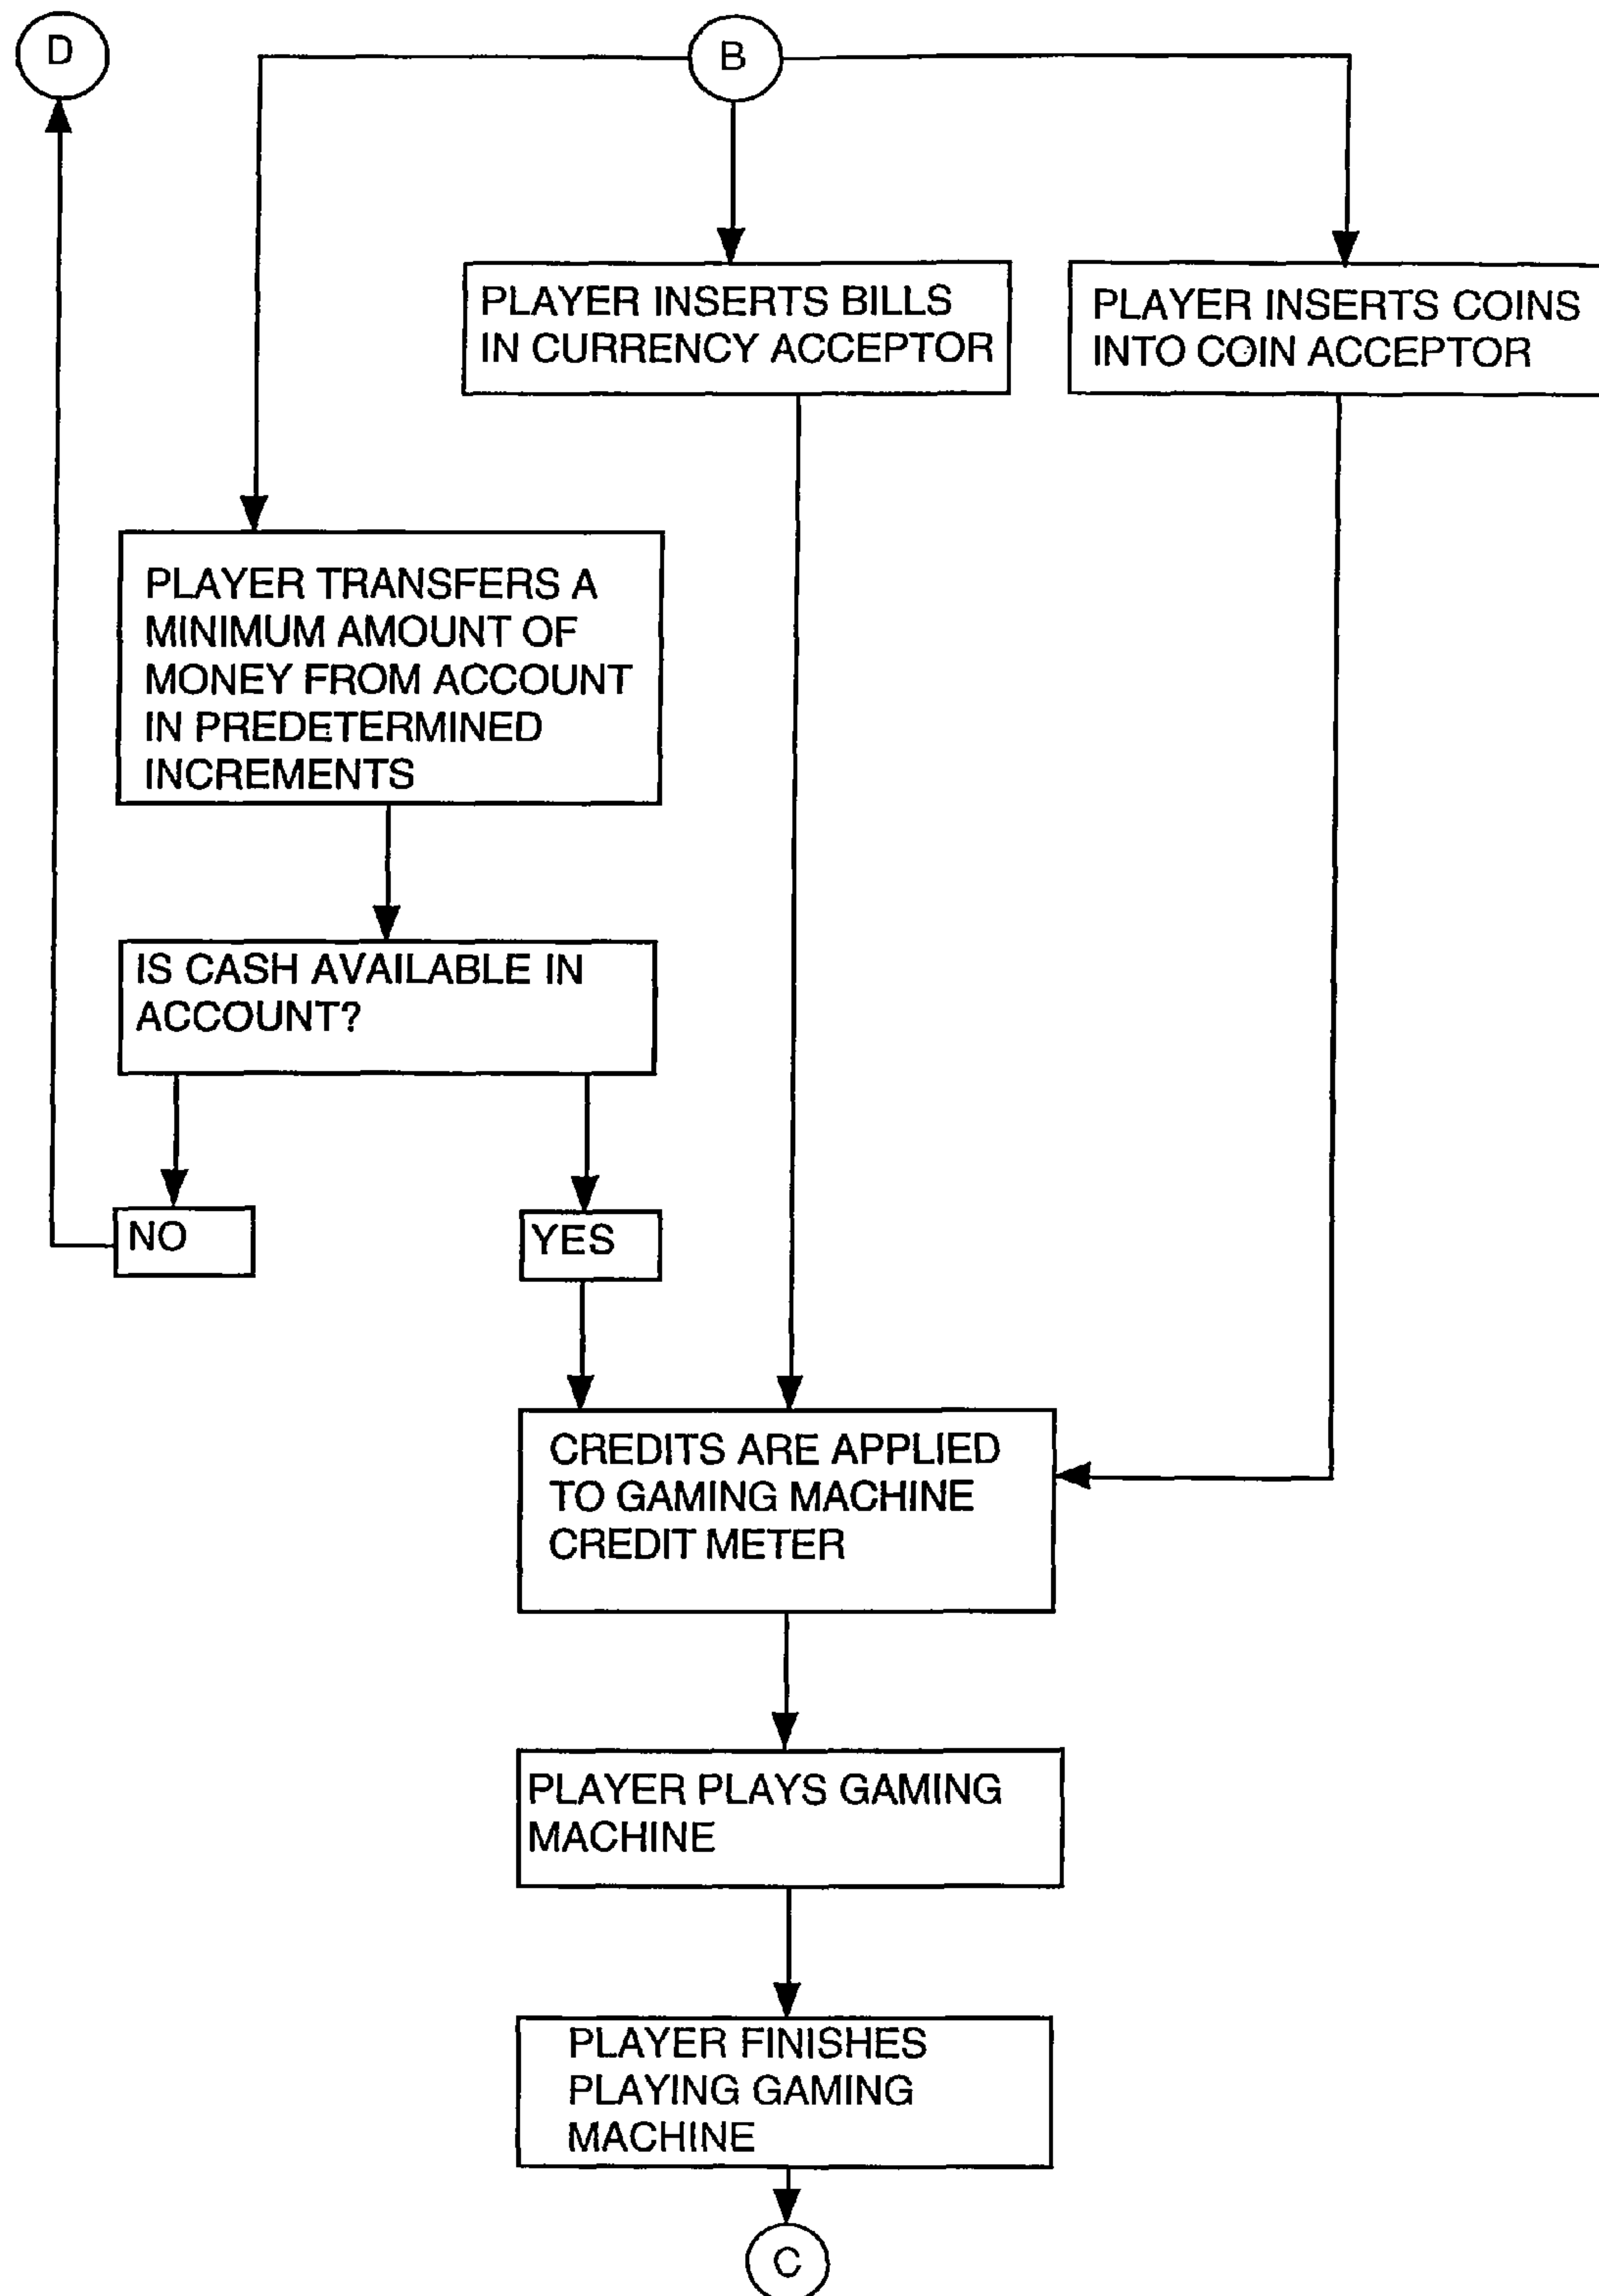 D
B
PLAYER INSERTS BILLS
IN CURRENCY ACCEPTOR
PLAYER INSERTS COINS
INTO COIN ACCEPTOR
PLAYER TRANSFERS A
MINIMUM AMOUNT OF
MONEY FROM ACCOUNT
IN PREDETERMINED
INCREMENTS
IS CASH AVAILABLE IN
ACCOUNT?
NO
YES
CREDITS ARE APPLIED
TO GAMING MACHINE
CREDIT METER
PLAYER PLAYS GAMING
MACHINE
PLAYER FINISHES
PLAYING GAMING
MACHINE
C